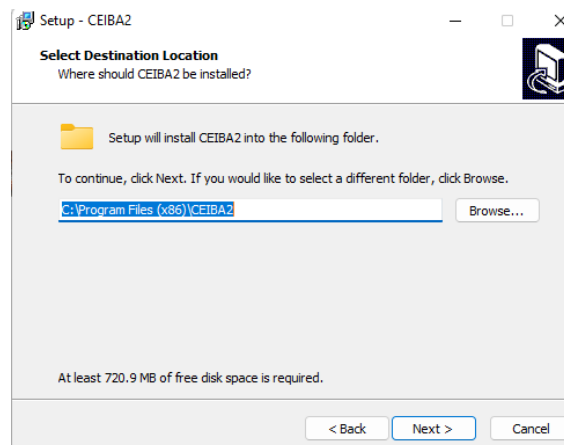 Setup - CEIBA2
Select Destination Location
Where should CEIBA2 be installed?
Setup will install CEIBA2 into the following folder.
To continue, click Next. If you would like to select a different folder, click Browse.
C:\Program Files (x86)\CEIBA2
Browse...
At least 720.9 MB of free disk space is required.
< Back
Next >
Cancel